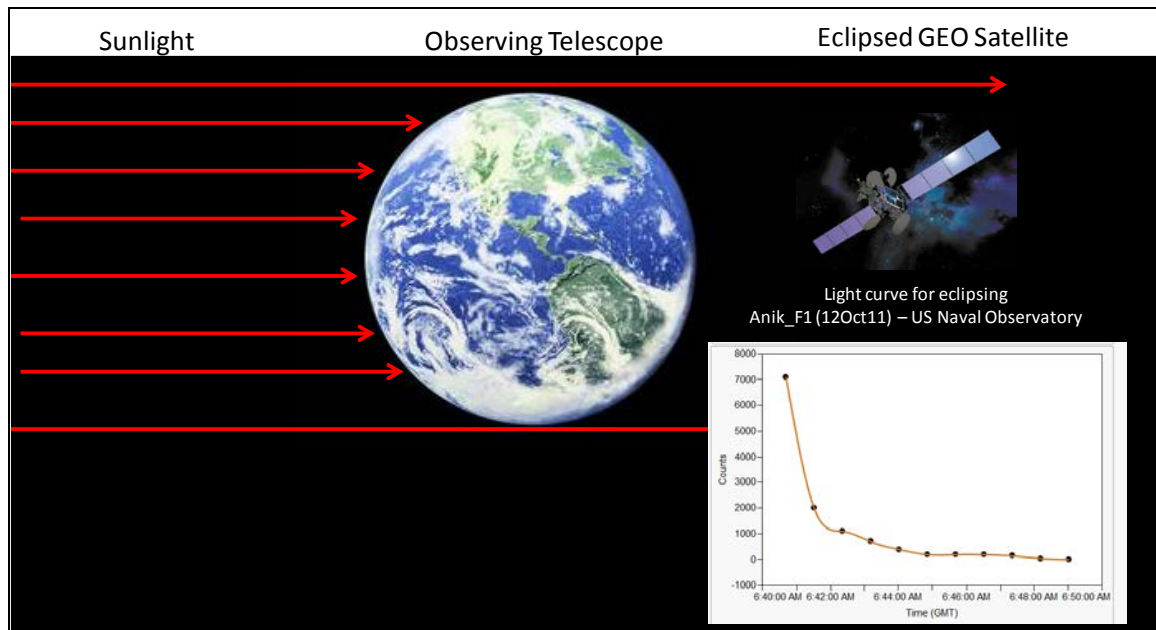 Sunlight
Observing Telescope
Eclipsed GEO Satellite
Light curve for eclipsing
Anik_F1 (12Oct11) – US Naval Observatory
8000
7000
6000
5000
4000
3000
2000
1000
0
-1000
Counts
6:40:00 AM 6:42:00 AM 6:44:00 AM 6:46:00 AM 6:48:00 AM 6:50:00 AM
Time (GMT)